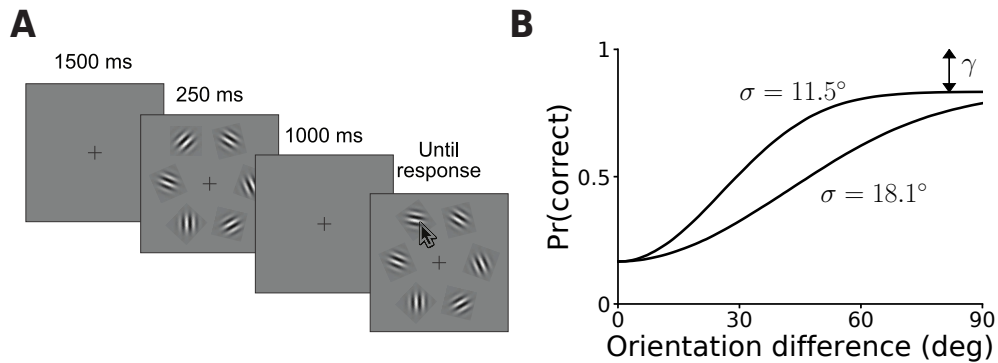 A
1500 ms
250 ms
1000 ms
Until
response
B
Pr(correct)
1
0.5
0
σ = 11.5°
γ
σ = 18.1°
0 30 60 90
Orientation difference (deg)